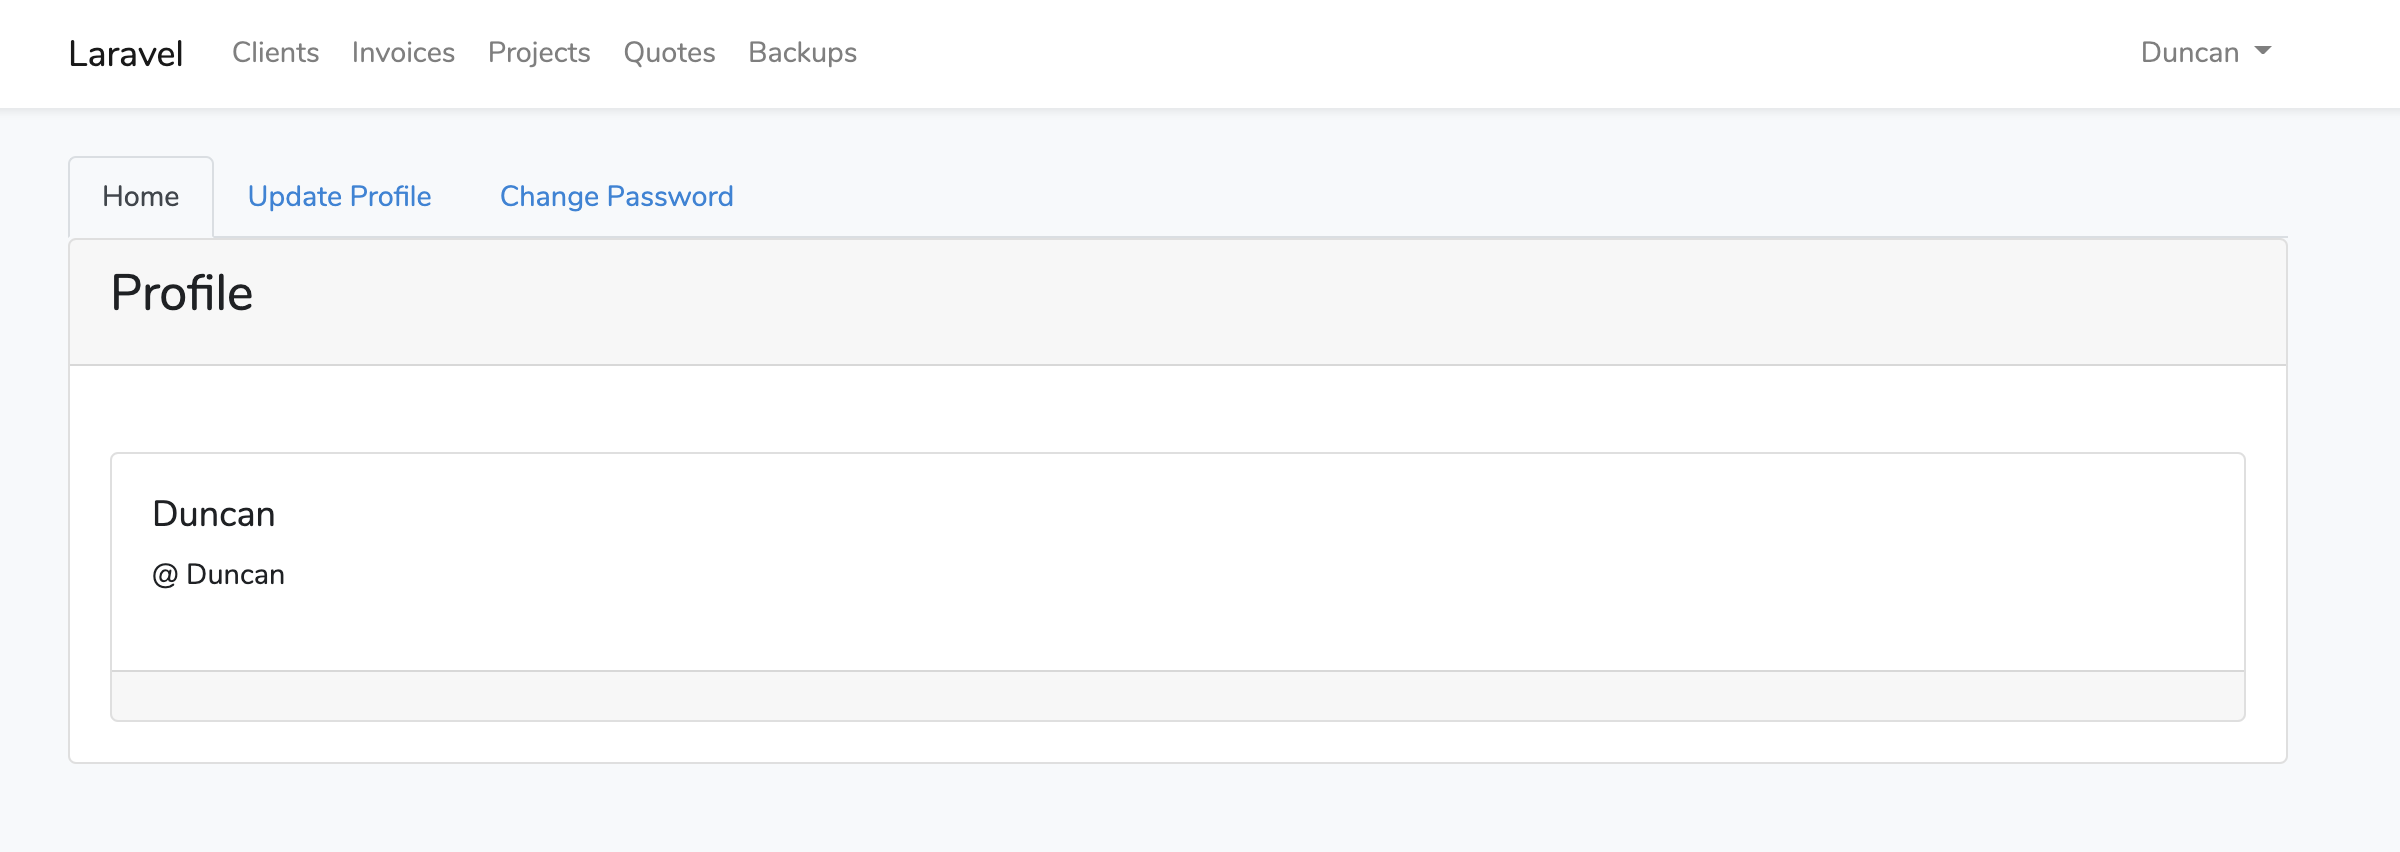 Laravel Clients Invoices Projects Quotes Backups Duncan
Home Update Profile Change Password
Profile
Duncan
@ Duncan